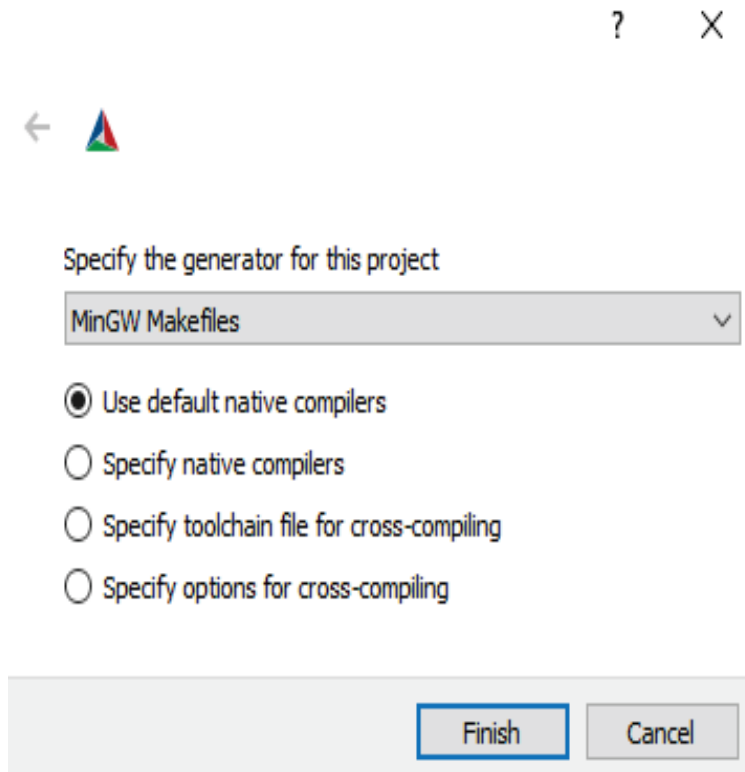 ?
Specify the generator for this project
MinGW Makefiles
Use default native compilers
Specify native compilers
Specify toolchain file for cross-compiling
Specify options for cross-compiling
Finish Cancel